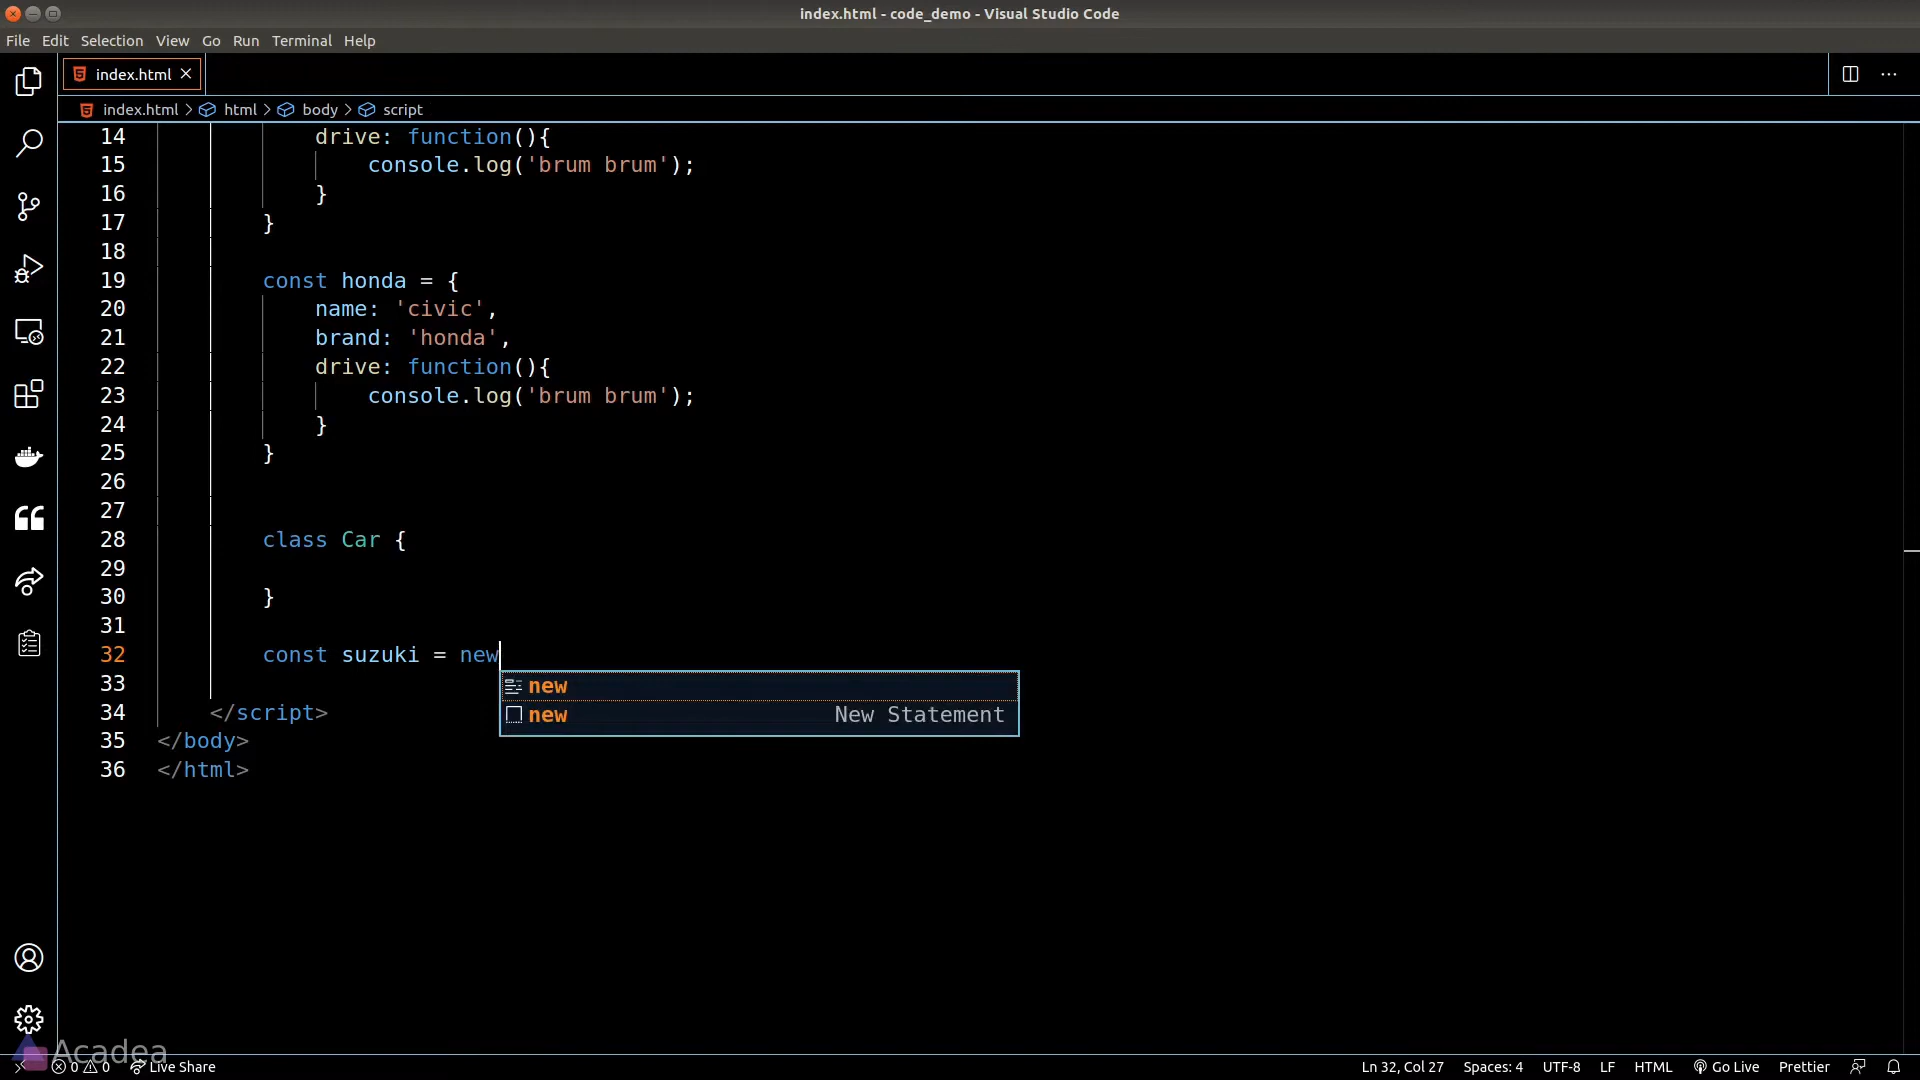 index.html - code_demo - Visual Studio Code
File Edit Selection View Go Run Terminal Help
index.html
index.html > html > body > script
14 drive: function(){
15 console.log('brum brum');
16 }
17 }
18
19 const honda = {
20 name: 'civic',
21 brand: 'honda',
22 drive: function(){
23 console.log('brum brum');
24 }
25 }
26
27
28 class Car {
29
30 }
31
32 const suzuki = new
33
new
34 </script>
new New Statement
35 </body>
36 </html>
Acadea
0 0 Live Share Ln 32, Col 27 Spaces: 4 UTF-8 LF HTML Go Live Prettier